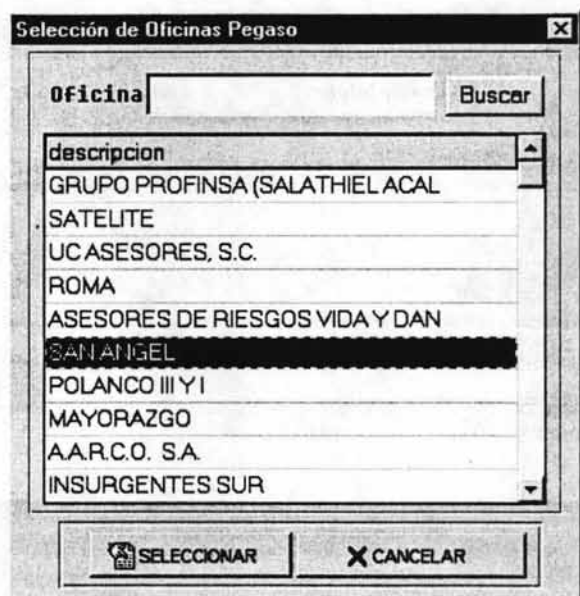 Selección de Oficinas Pegaso
Oficina Buscar
descripcion
GRUPO PROFINSA (SALATHIEL ACAL
SATELITE
UC ASESORES, S.C.
ROMA
ASESORES DE RIESGOS VIDA Y DAN
SAN ANGEL
POLANCO III Y I
MAYORAZGO
A.A.R.C.O. S.A.
INSURGENTES SUR
SELECCIONAR CANCELAR